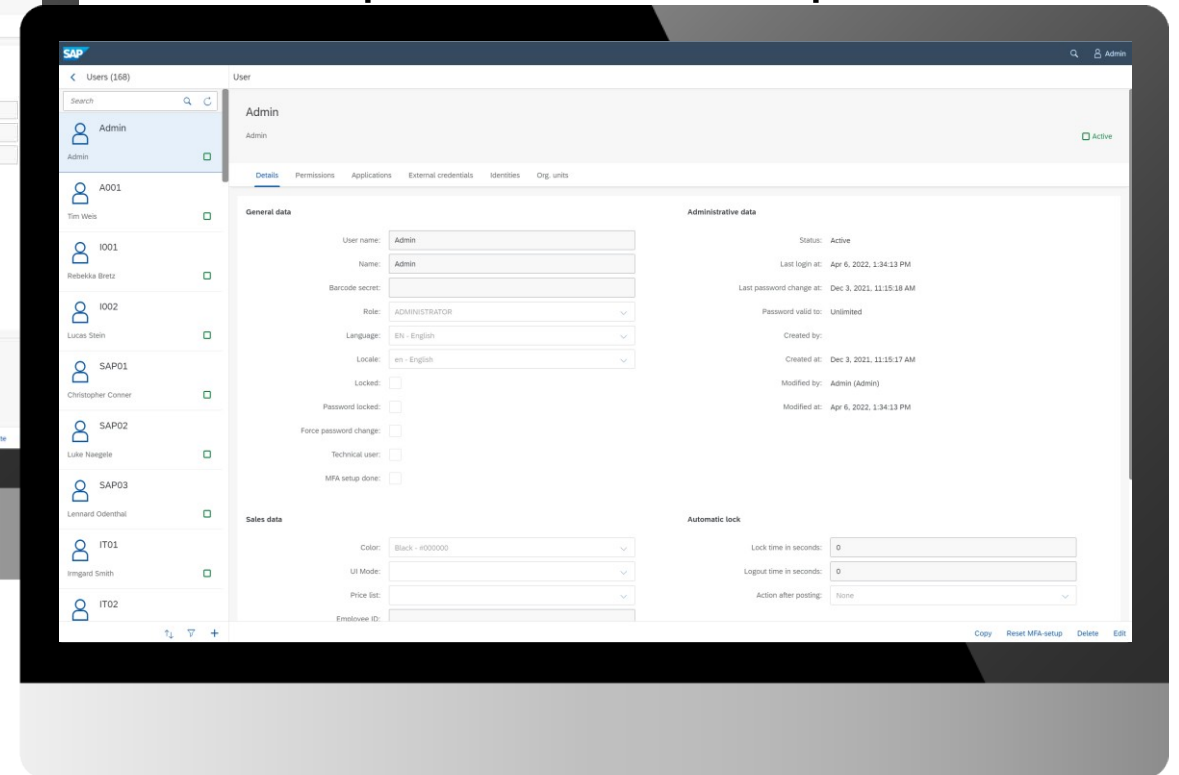 SAP
Admin
Users (168)
User
Search
Admin
Admin
A001
Tim Weis
I001
Rebekka Bretz
I002
Lucas Stein
SAP01
Christopher Conner
SAP02
Luke Naegele
SAP03
Lennard Odenthal
IT01
Irmgard Smith
IT02
Admin
Admin
Active
Details Permissions Applications External credentials Identities Org. units
General data
User name: Admin
Name: Admin
Barcode secret:
Role: ADMINISTRATOR
Language: EN - English
Locale: en - English
Locked:
Password locked:
Force password change:
Technical user:
MFA setup done:
Administrative data
Status: Active
Last login at: Apr 6, 2022, 1:34:13 PM
Last password change at: Dec 3, 2021, 11:15:18 AM
Password valid to: Unlimited
Created by:
Created at: Dec 3, 2021, 11:15:17 AM
Modified by: Admin (Admin)
Modified at: Apr 6, 2022, 1:34:13 PM
Sales data
Color: Black - #000000
UI Mode:
Price list:
Employee ID:
Automatic lock
Lock time in seconds: 0
Logout time in seconds: 0
Action after posting: None
Copy Reset MFA-setup Delete Edit